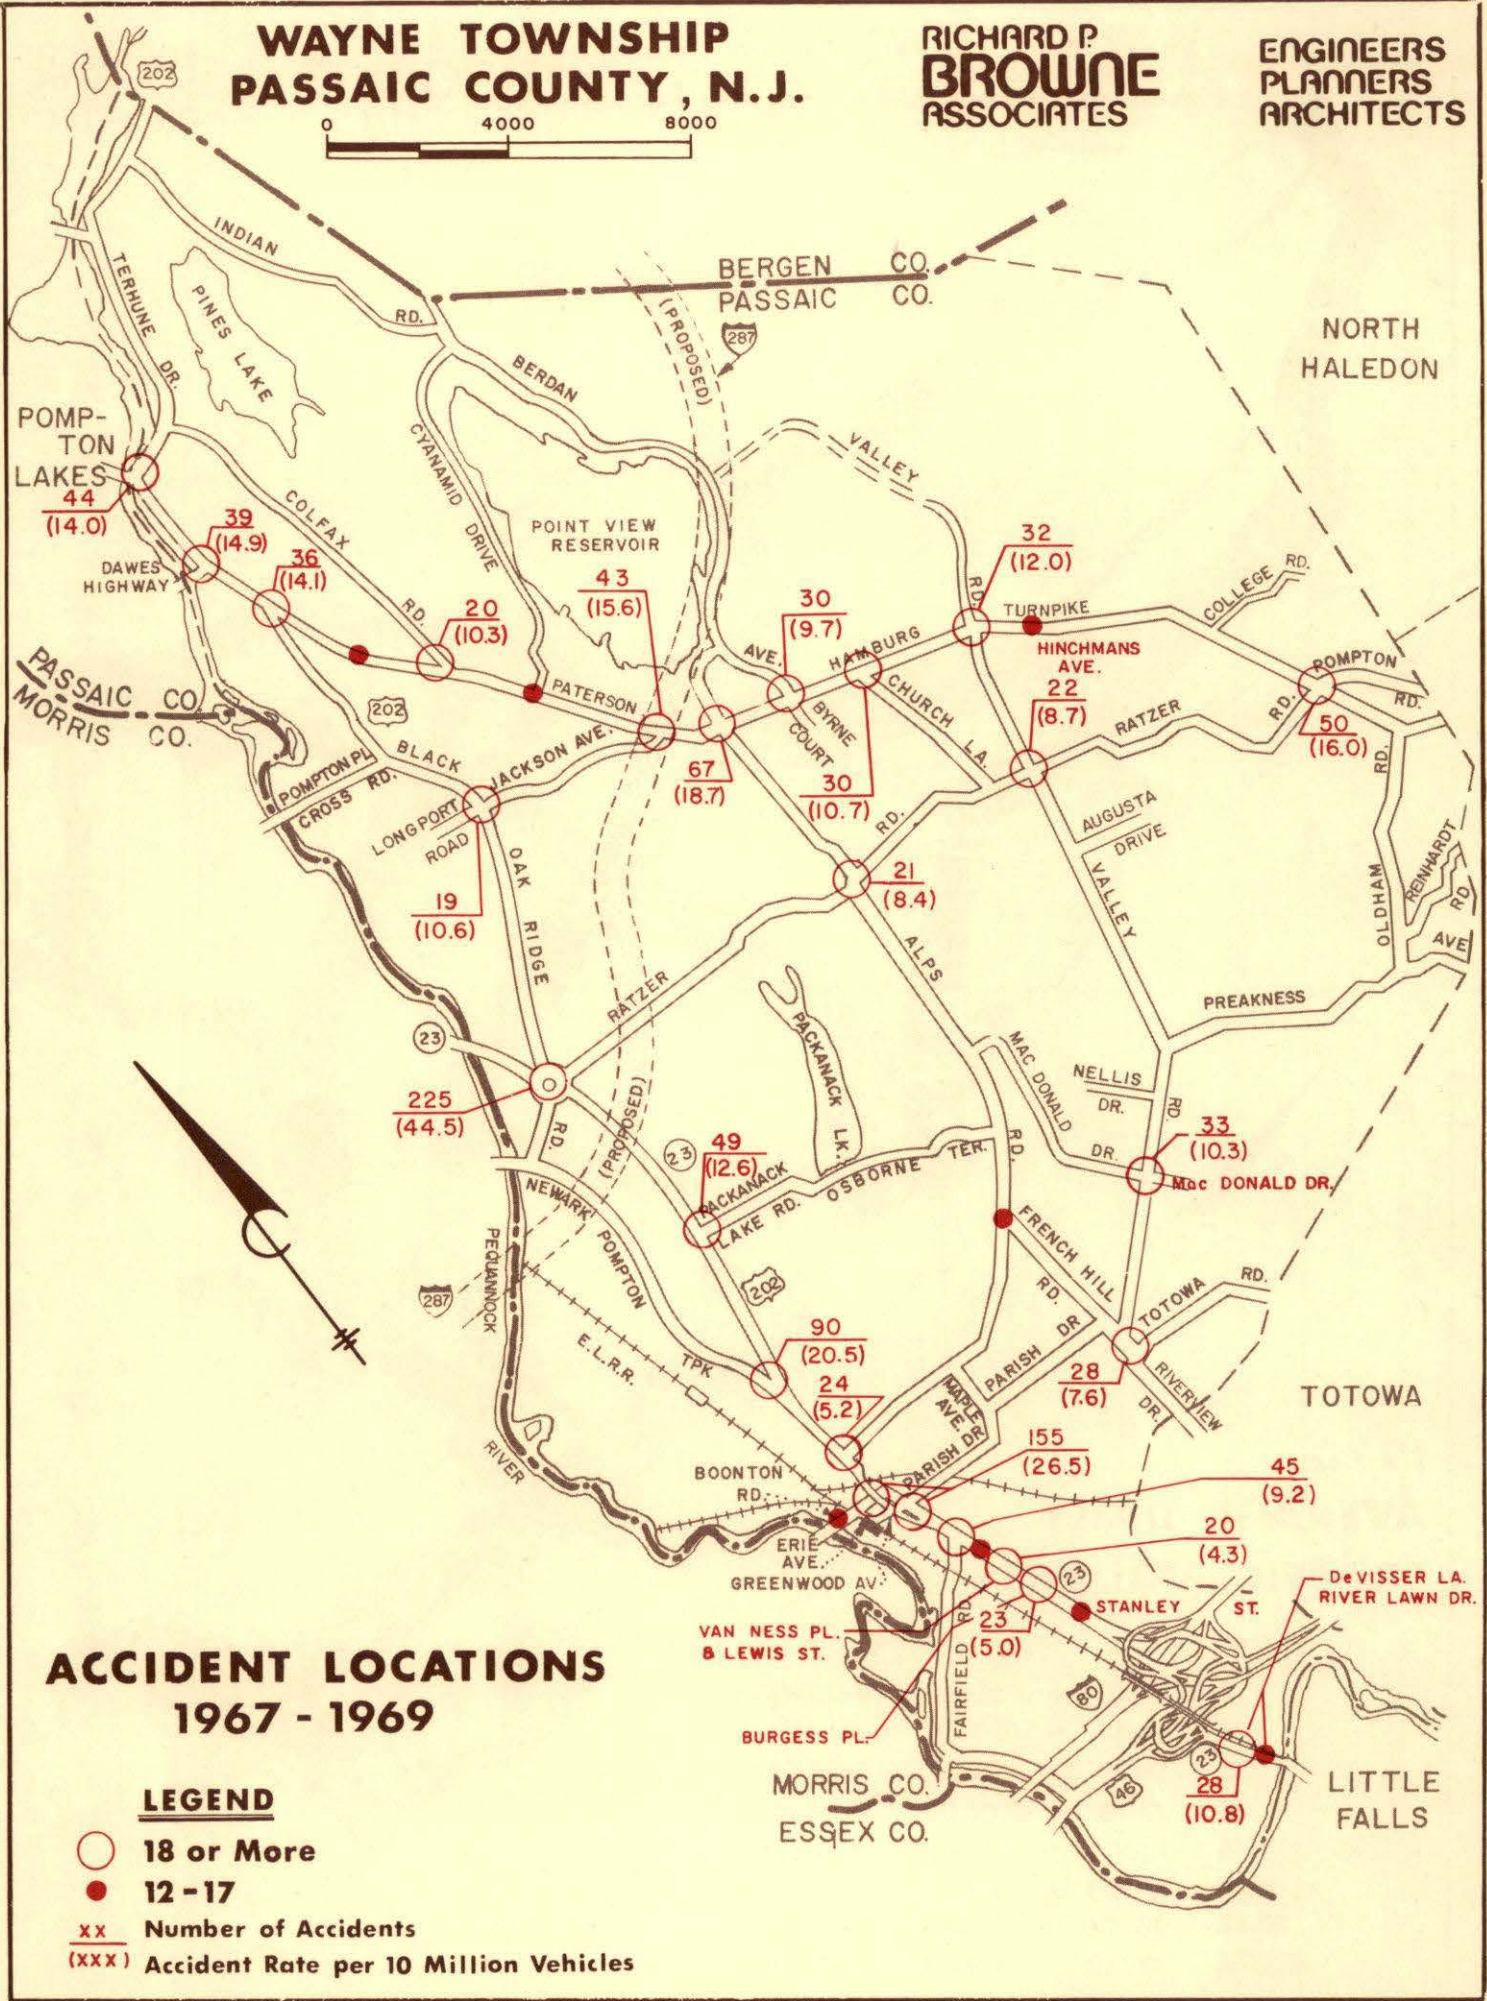 WAYNE TOWNSHIP
PASSAIC COUNTY, N.J.
0 4000 8000
RICHARD P.
BROWNE
ASSOCIATES
ENGINEERS
PLANNERS
ARCHITECTS
202
INDIAN
RD.
TERHUNE
DR.
PINES LAKE
BERGEN CO.
PASSAIC CO.
(PROPOSED)
287
NORTH
HALEDON
BERDAN
AVE.
CYANAMID DRIVE
POMP-
TON
LAKES
44
(14.0)
39
(14.9)
36
(14.1)
DAWES
HIGHWAY
COLFAX
RD.
20
(10.3)
POINT VIEW
RESERVOIR
43
(15.6)
VALLEY
RD.
32
(12.0)
30
(9.7)
HAMBURG
TURNPIKE
HINCHMANS
AVE.
COLLEGE RD.
POMPTON
RD.
50
(16.0)
22
(8.7)
RATZER
RD.
CHURCH
LA.
BYRNE
COURT
PATERSON
PASSAIC CO.
MORRIS CO.
202
BLACK
JACKSON AVE.
67
(18.7)
30
(10.7)
POMPTON PL.
CROSS RD.
LONGPORT
ROAD
19
(10.6)
OAK RIDGE
RD.
RD.
21
(8.4)
AUGUSTA
DRIVE
VALLEY
RD.
OLDHAM
RD.
REINHARDT
RD.
AVE
PREAKNESS
ALPS
RD.
RATZER
23
225
(44.5)
PACKANACK
LK.
MAC DONALD
DR.
NELLIS
DR.
33
(10.3)
Mac DONALD DR.
(PROPOSED)
23
49
(12.6)
PACKANACK
LAKE RD.
OSBORNE TER.
NEWARK
POMPTON
TPK
PEQUANNOCK
RIVER
287
E.L.R.R.
202
FRENCH HILL
RD.
TOTOWA RD.
PARISH DR
28
(7.6)
RIVERVIEW
DR.
TOTOWA
90
(20.5)
24
(5.2)
MAPLE
AVE.
PARISH DR
155
(26.5)
45
(9.2)
BOONTON
RD.
ERIE
AVE.
GREENWOOD AV.
20
(4.3)
23
DeVISSER LA.
RIVER LAWN DR.
STANLEY ST.
VAN NESS PL.
& LEWIS ST.
23
(5.0)
FAIRFIELD RD
BURGESS PL.
80
46
23
28
(10.8)
MORRIS CO.
ESSEX CO.
LITTLE
FALLS
ACCIDENT LOCATIONS
1967 - 1969
LEGEND
18 or More
12-17
xx Number of Accidents
(xxx) Accident Rate per 10 Million Vehicles